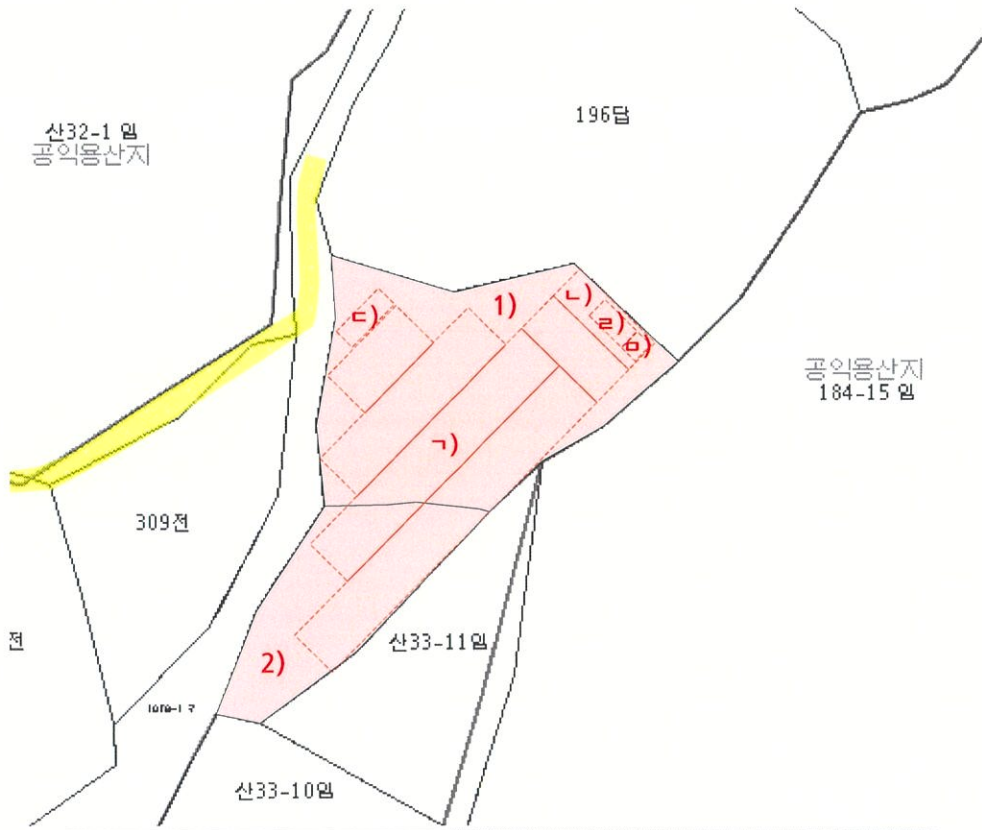 산32-1 임
공익용산지
196답
1)
ㄴ)
ㄷ)
ㄹ)
ㅁ)
공익용산지
184-15 임
ㄱ)
309전
전
산33-11임
2)
산33-10임